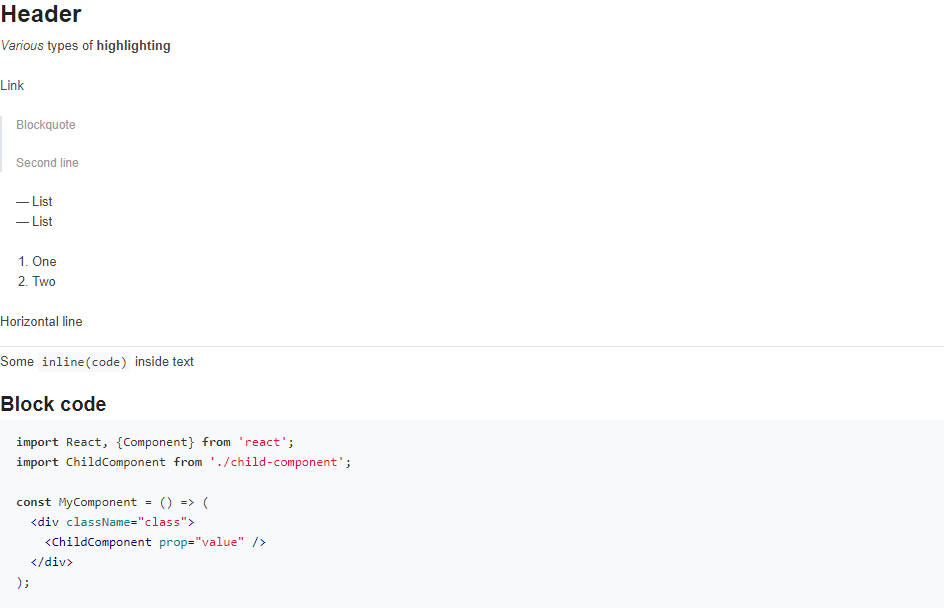 Header
Various types of highlighting
Link
Blockquote
Second line
— List
— List
1. One
2. Two
Horizontal line
Some inline(code) inside text
Block code
import React, {Component} from 'react';
import ChildComponent from './child-component';
const MyComponent = () => (
  <div className="class">
    <ChildComponent prop="value" />
  </div>
);